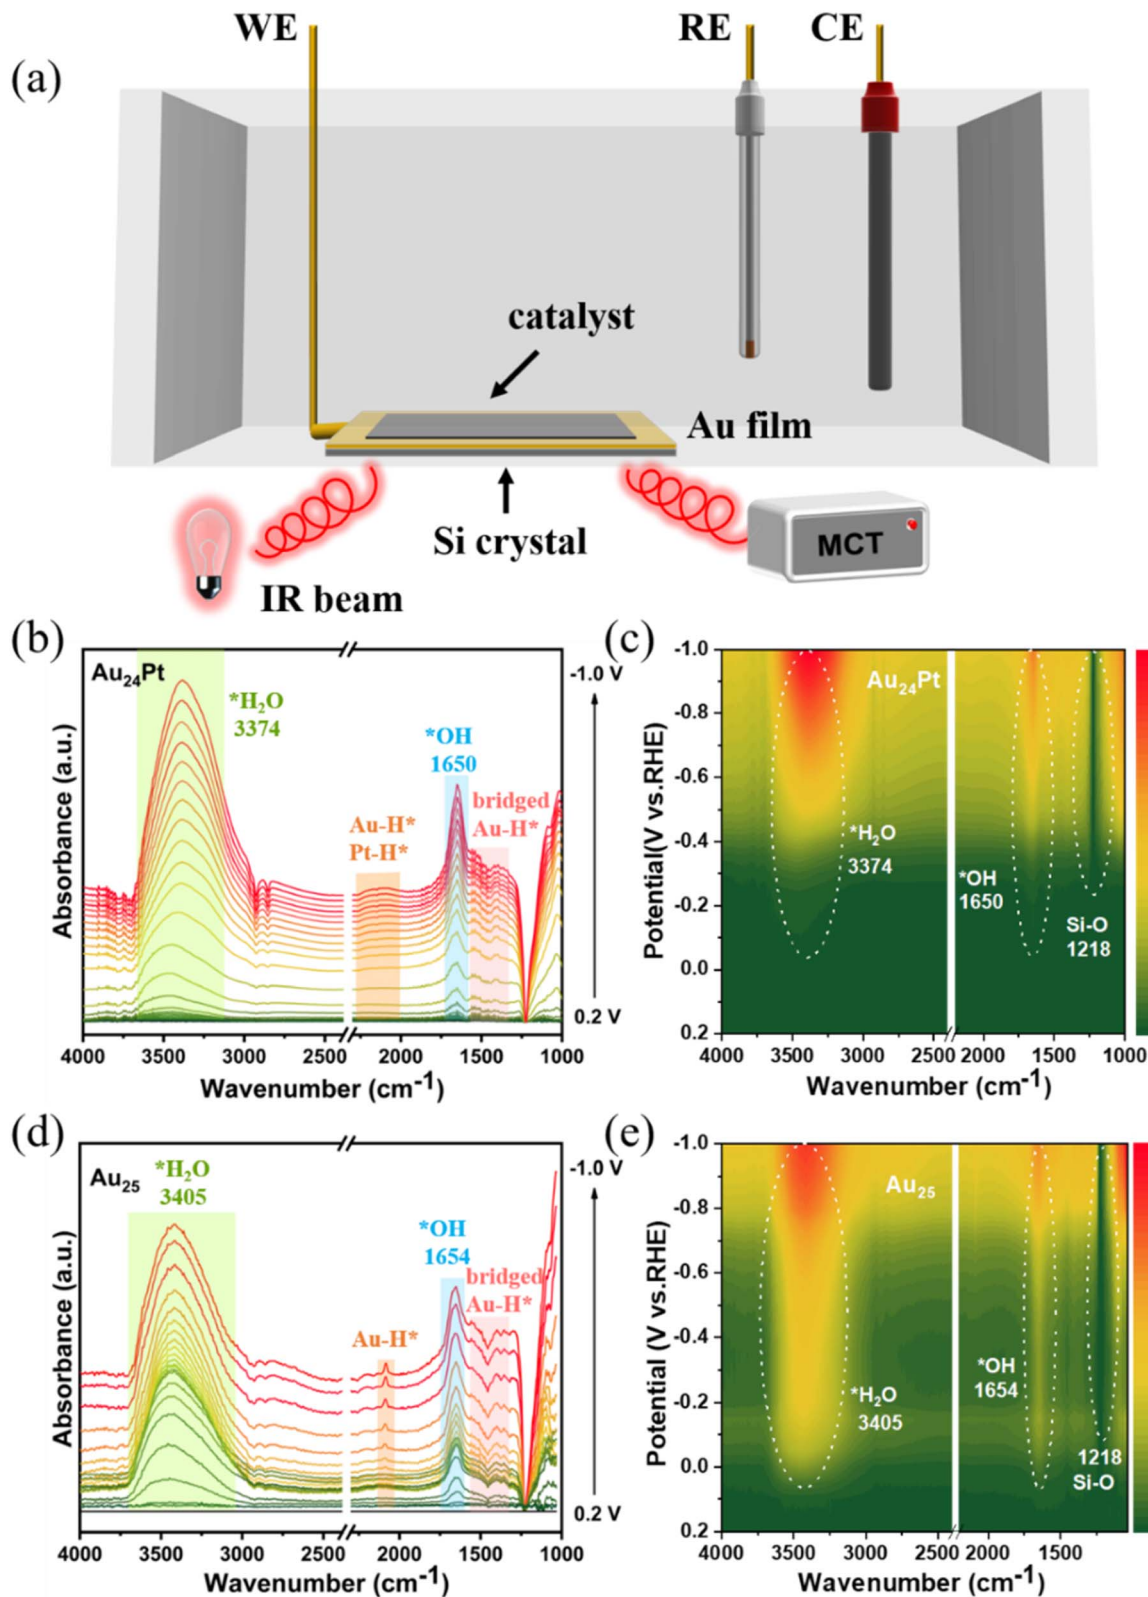 (a)
WE
RE
CE
catalyst
Au film
Si crystal
IR beam
MCT
(b)
Au24Pt
*H2O
3374
*OH
1650
Au-H*
Pt-H*
bridged
Au-H*
-1.0 V
0.2 V
Absorbance (a.u.)
4000 3500 3000 2500 2000 1500 1000
Wavenumber (cm-1)
(c)
Au24Pt
*H2O
3374
*OH
1650
Si-O
1218
Potential(V vs.RHE)
-1.0
-0.8
-0.6
-0.4
-0.2
0.0
0.2
4000 3500 3000 2000 1500 1000
Wavenumber (cm-1)
(d)
Au25
*H2O
3405
*OH
1654
Au-H*
bridged
Au-H*
-1.0 V
0.2 V
Absorbance (a.u.)
4000 3500 3000 2500 2000 1500 1000
Wavenumber (cm-1)
(e)
Au25
*H2O
3405
*OH
1654
1218
Si-O
Potential (V vs.RHE)
-1.0
-0.8
-0.6
-0.4
-0.2
0.0
0.2
4000 3500 3000 2000 1500
Wavenumber (cm-1)